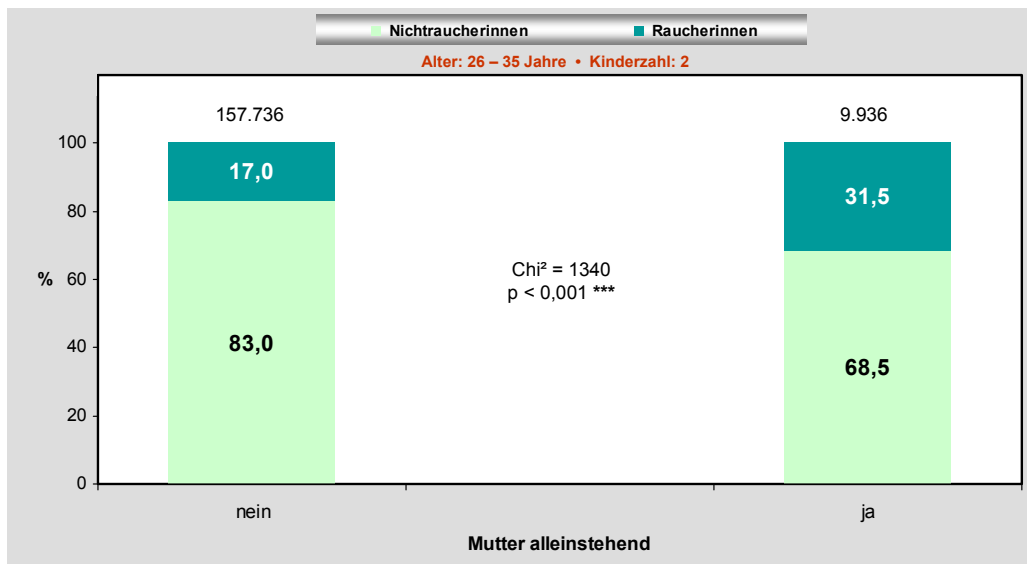 Nichtraucherinnen Raucherinnen
Alter: 26 – 35 Jahre • Kinderzahl: 2
157.736 9.936
100
17,0 31,5
80
Chi² = 1340
% 60
p < 0,001 ***
40
83,0 68,5
20
0
nein ja
Mutter alleinstehend